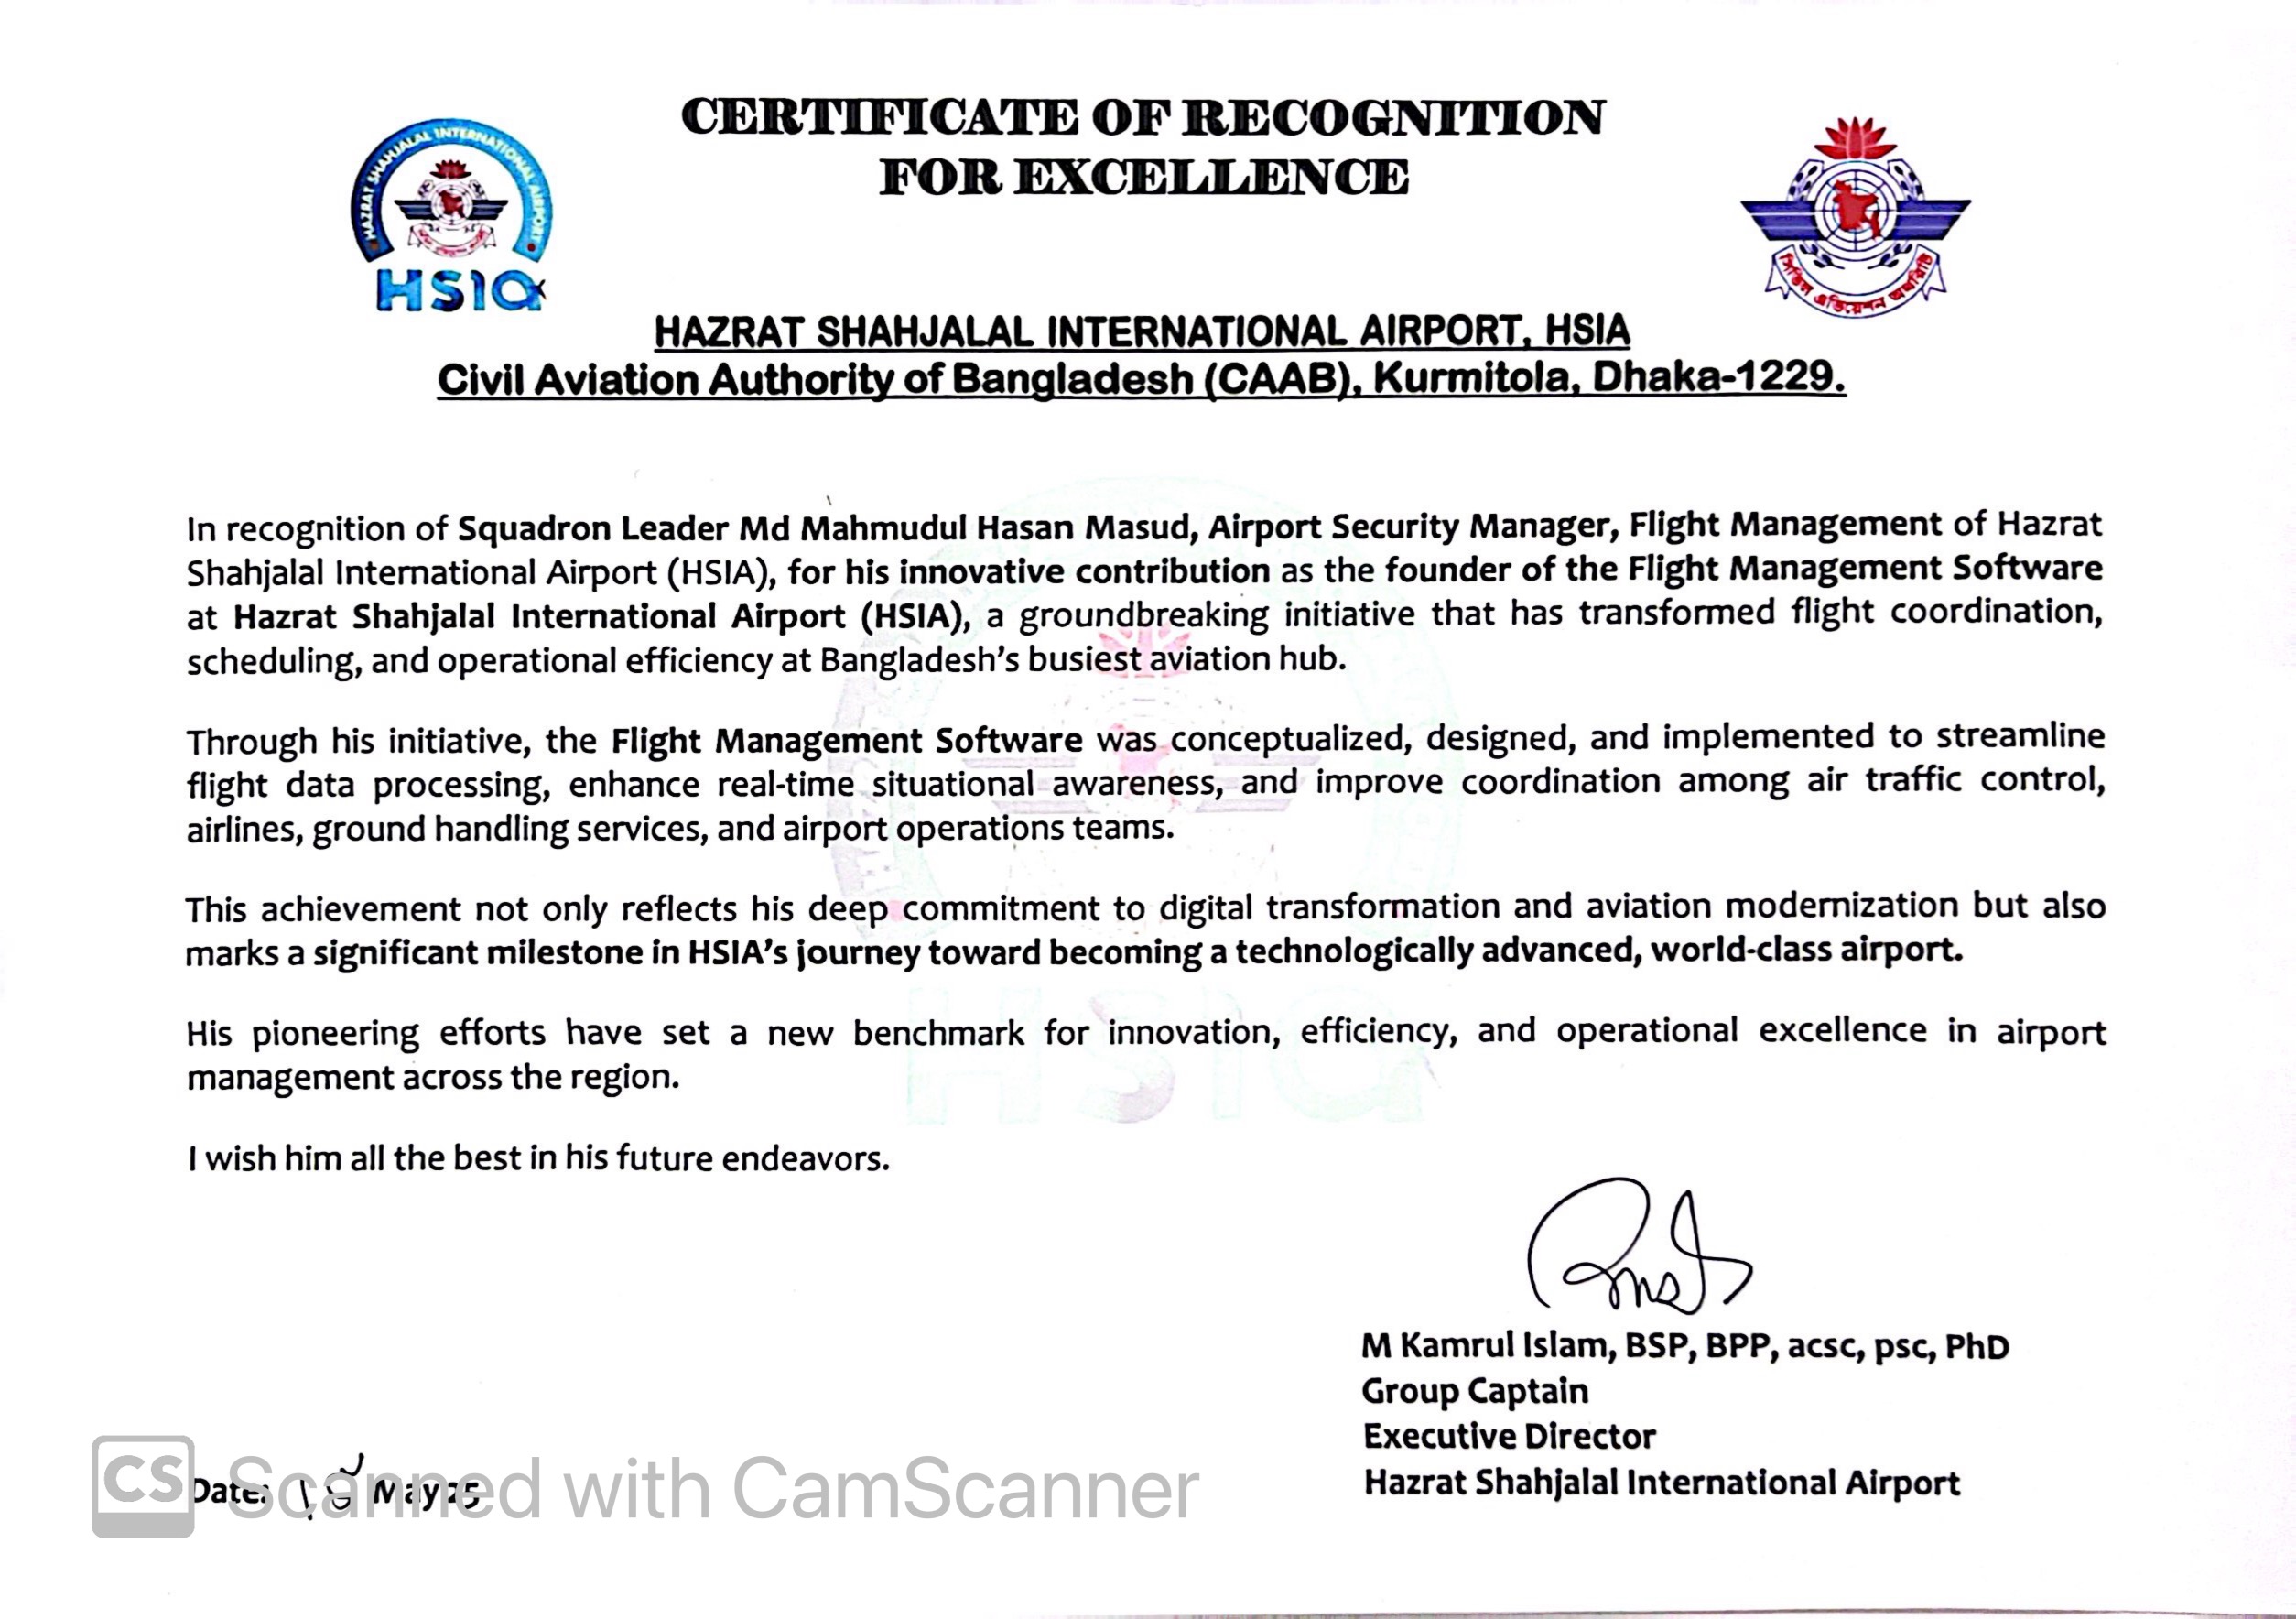 CERTIFICATE OF RECOGNITION
FOR EXCELLENCE
HAZRAT SHAHJALAL INTERNATIONAL AIRPORT
HSIA
সিভিল এভিয়েশন অথরিটি
HAZRAT SHAHJALAL INTERNATIONAL AIRPORT, HSIA
Civil Aviation Authority of Bangladesh (CAAB), Kurmitola, Dhaka-1229.
In recognition of Squadron Leader Md Mahmudul Hasan Masud, Airport Security Manager, Flight Management of Hazrat
Shahjalal International Airport (HSIA), for his innovative contribution as the founder of the Flight Management Software
at Hazrat Shahjalal International Airport (HSIA), a groundbreaking initiative that has transformed flight coordination,
scheduling, and operational efficiency at Bangladesh's busiest aviation hub.
Through his initiative, the Flight Management Software was conceptualized, designed, and implemented to streamline
flight data processing, enhance real-time situational awareness, and improve coordination among air traffic control,
airlines, ground handling services, and airport operations teams.
This achievement not only reflects his deep commitment to digital transformation and aviation modernization but also
marks a significant milestone in HSIA's journey toward becoming a technologically advanced, world-class airport.
His pioneering efforts have set a new benchmark for innovation, efficiency, and operational excellence in airport
management across the region.
I wish him all the best in his future endeavors.
M Kamrul Islam, BSP, BPP, acsc, psc, PhD
Group Captain
Executive Director
Hazrat Shahjalal International Airport
Date: May 25
CS Scanned with CamScanner